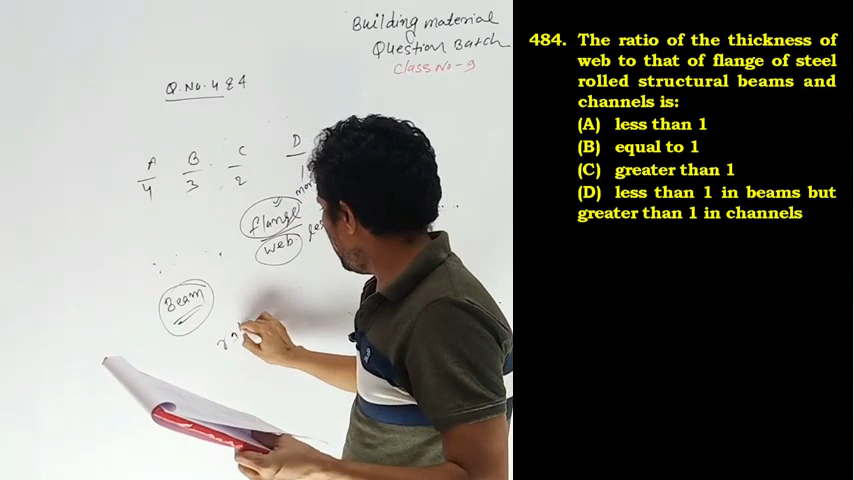 Building material
Question Batch
Class No-9
Q.No. 484
A B C D
4 3 2
flange
web.
Beam
484. The ratio of the thickness of
web to that of flange of steel
rolled structural beams and
channels is:
(A) less than 1
(B) equal to 1
(C) greater than 1
(D) less than 1 in beams but
greater than 1 in channels